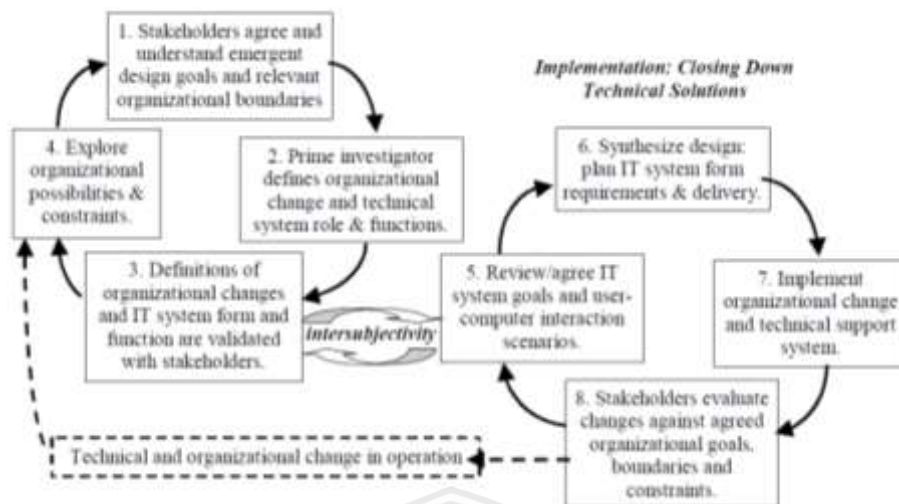 1. Stakeholders agree and
understand emergent
design goals and relevant
organizational boundaries
Implementation: Closing Down
Technical Solutions
4. Explore
organizational
possibilities &
constraints.
2. Prime investigator
defines organizational
change and technical
system role & functions.
6. Synthesize design:
plan IT system form
requirements & delivery.
3. Definitions of
organizational changes
and IT system form and
function are validated
with stakeholders.
intersubjectivity
5. Review/agree IT
system goals and user-
computer interaction
scenarios.
7. Implement
organizational change
and technical support
system.
8. Stakeholders evaluate
changes against agreed
organizational goals,
boundaries and
constraints.
Technical and organizational change in operation